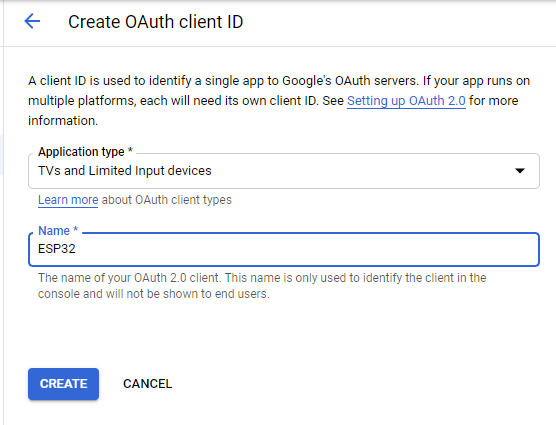 Create OAuth client ID
A client ID is used to identify a single app to Google's OAuth servers. If your app runs on
multiple platforms, each will need its own client ID. See Setting up OAuth 2.0 for more
information.
Application type *
TVs and Limited Input devices
Learn more about OAuth client types
Name *
ESP32
The name of your OAuth 2.0 client. This name is only used to identify the client in the
console and will not be shown to end users.
CREATE CANCEL